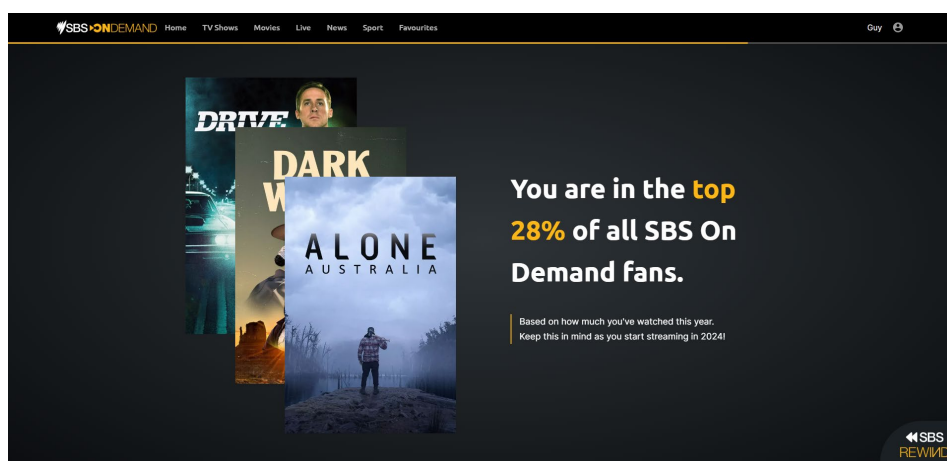 SBS ONDEMAND Home TV Shows Movies Live News Sport Favourites Guy
DRIVE
DARK
W
ALONE
AUSTRALIA
You are in the top
28% of all SBS On
Demand fans.
Based on how much you've watched this year.
Keep this in mind as you start streaming in 2024!
SBS
REWIND